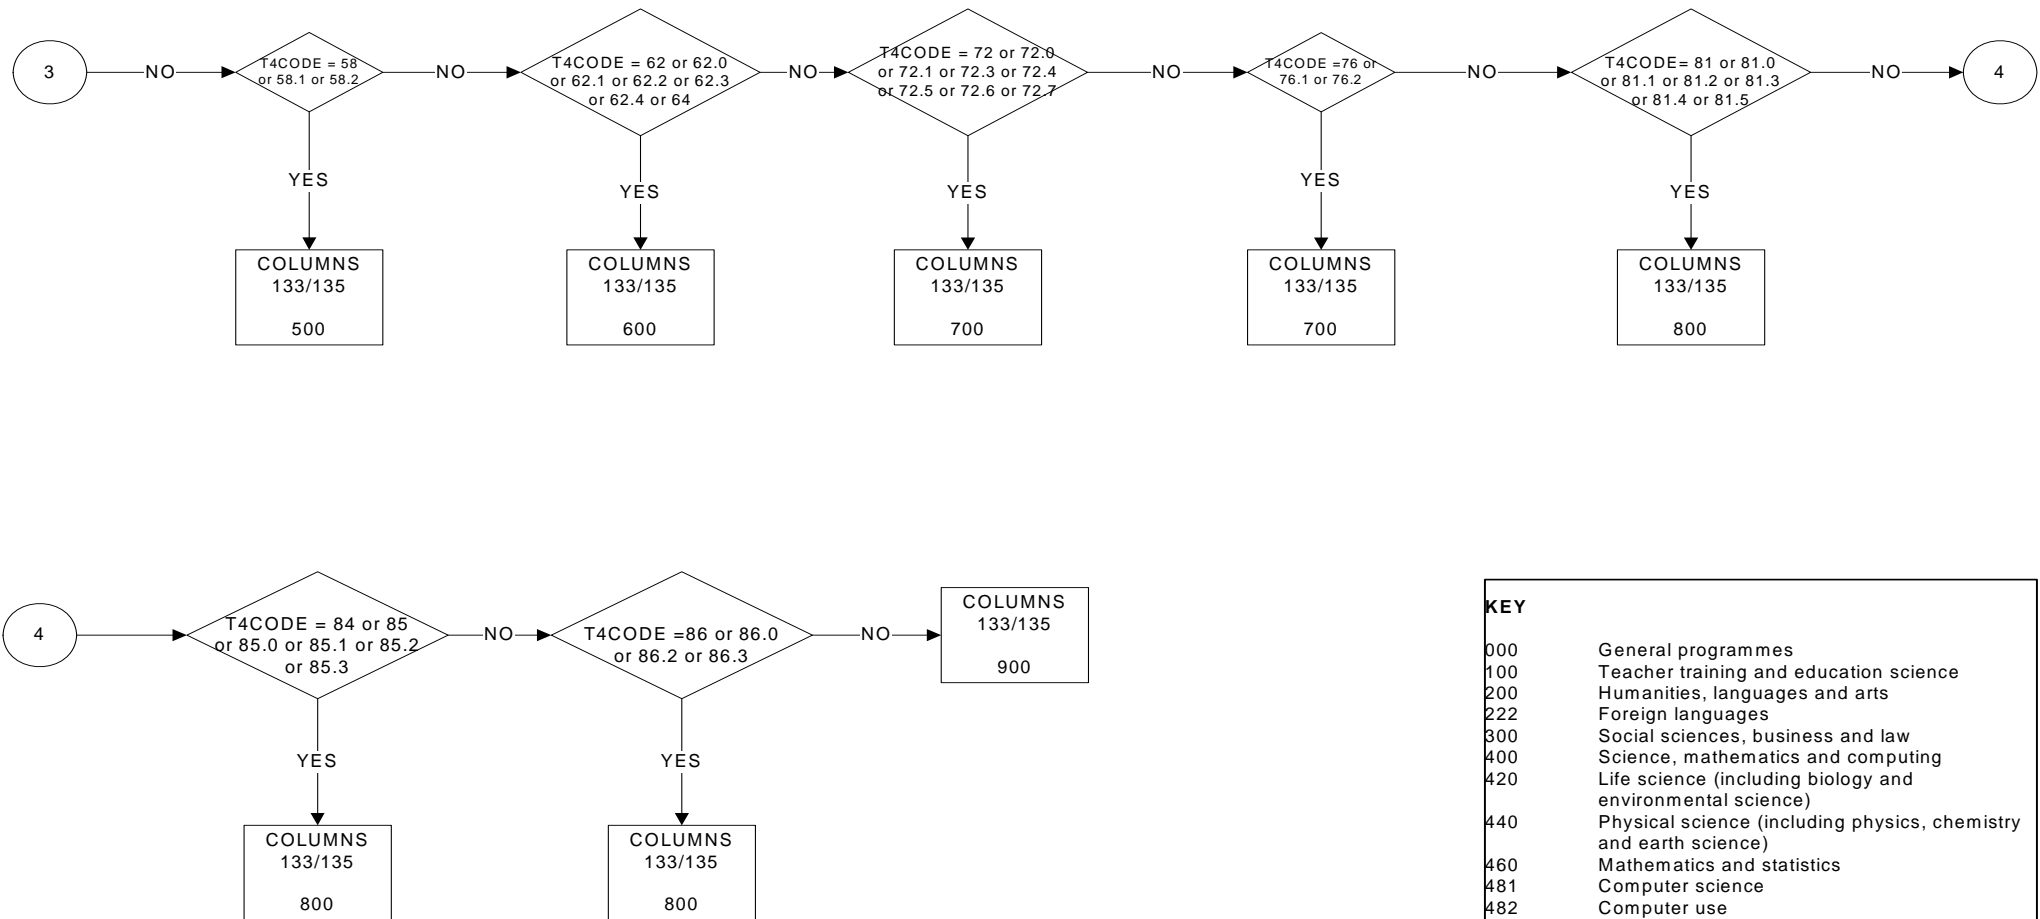 3
NO
T4CODE = 58
or 58.1 or 58.2
NO
T4CODE = 62 or 62.0
or 62.1 or 62.2 or 62.3
or 62.4 or 64
NO
T4CODE = 72 or 72.0
or 72.1 or 72.3 or 72.4
or 72.5 or 72.6 or 72.7
NO
T4CODE =76 or
76.1 or 76.2
NO
T4CODE= 81 or 81.0
or 81.1 or 81.2 or 81.3
or 81.4 or 81.5
NO
4
YES
YES
YES
YES
YES
COLUMNS
133/135
500
COLUMNS
133/135
600
COLUMNS
133/135
700
COLUMNS
133/135
700
COLUMNS
133/135
800
4
T4CODE = 84 or 85
or 85.0 or 85.1 or 85.2
or 85.3
NO
T4CODE =86 or 86.0
or 86.2 or 86.3
NO
COLUMNS
133/135
900
YES
YES
COLUMNS
133/135
800
COLUMNS
133/135
800
KEY
000 General programmes
100 Teacher training and education science
200 Humanities, languages and arts
222 Foreign languages
300 Social sciences, business and law
400 Science, mathematics and computing
420 Life science (including biology and
environmental science)
440 Physical science (including physics, chemistry
and earth science)
460 Mathematics and statistics
481 Computer science
482 Computer use